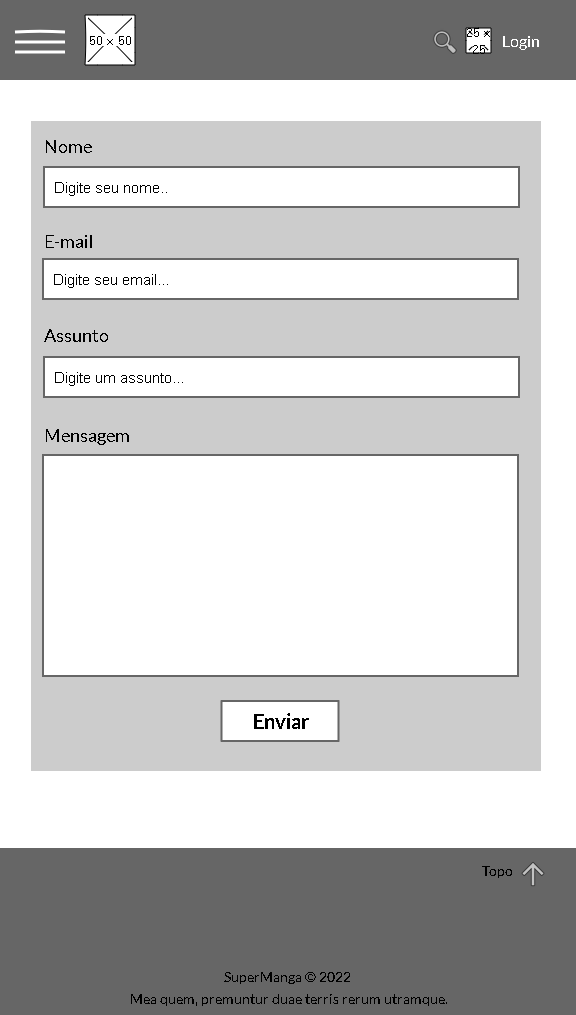 50 x 50
25 x
25
Login
Nome
Digite seu nome..
E-mail
Digite seu email...
Assunto
Digite um assunto...
Mensagem
Enviar
Topo
SuperManga © 2022
Mea quem, premuntur duae terris rerum utramque.